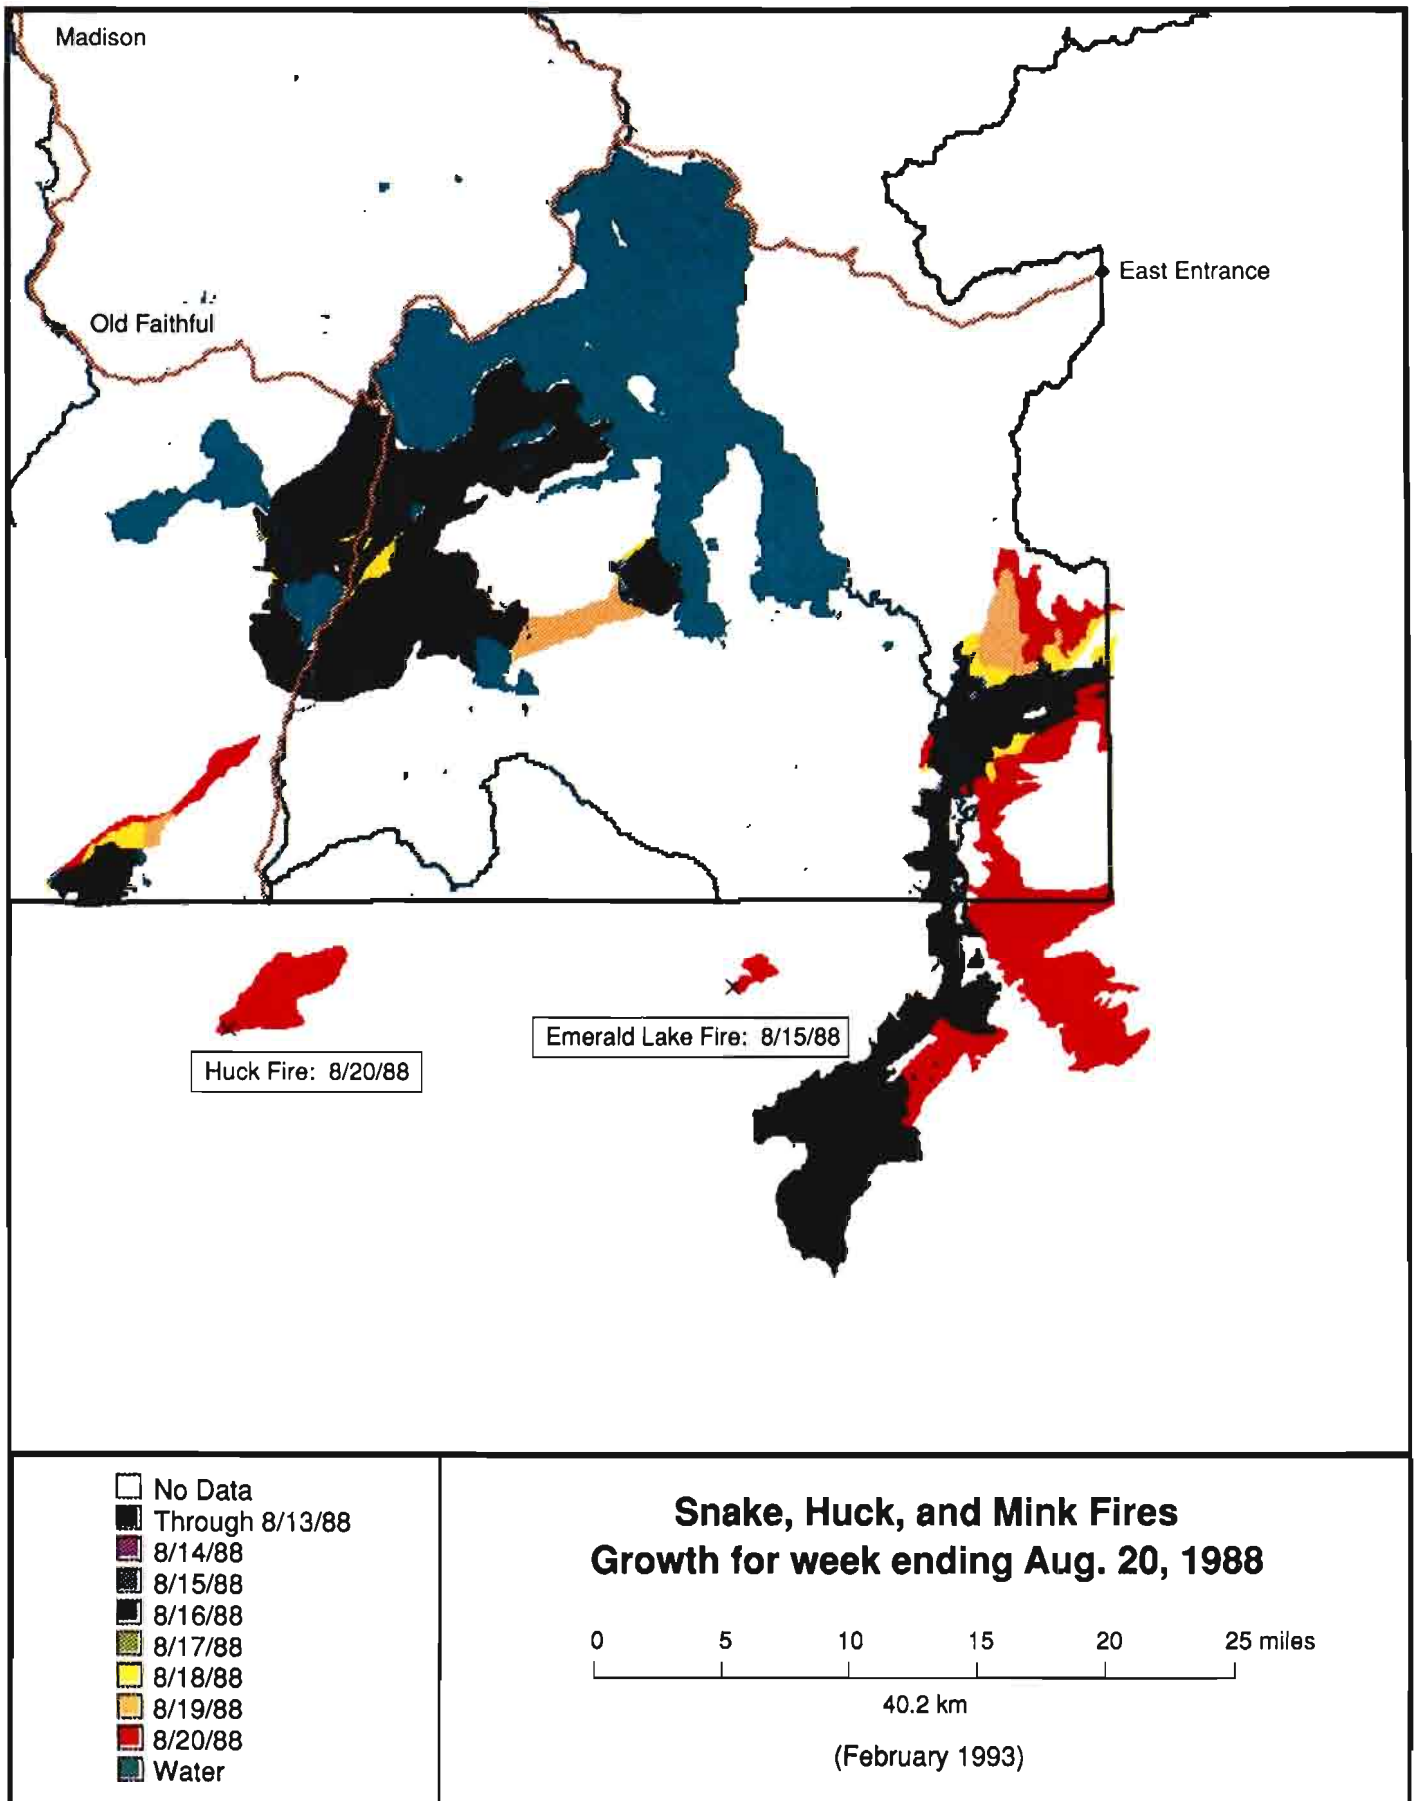 Madison
East Entrance
Old Faithful
Emerald Lake Fire: 8/15/88
Huck Fire: 8/20/88
No Data
Through 8/13/88
8/14/88
8/15/88
8/16/88
8/17/88
8/18/88
8/19/88
8/20/88
Water
Snake, Huck, and Mink Fires
Growth for week ending Aug. 20, 1988
0 5 10 15 20 25 miles
40.2 km
(February 1993)